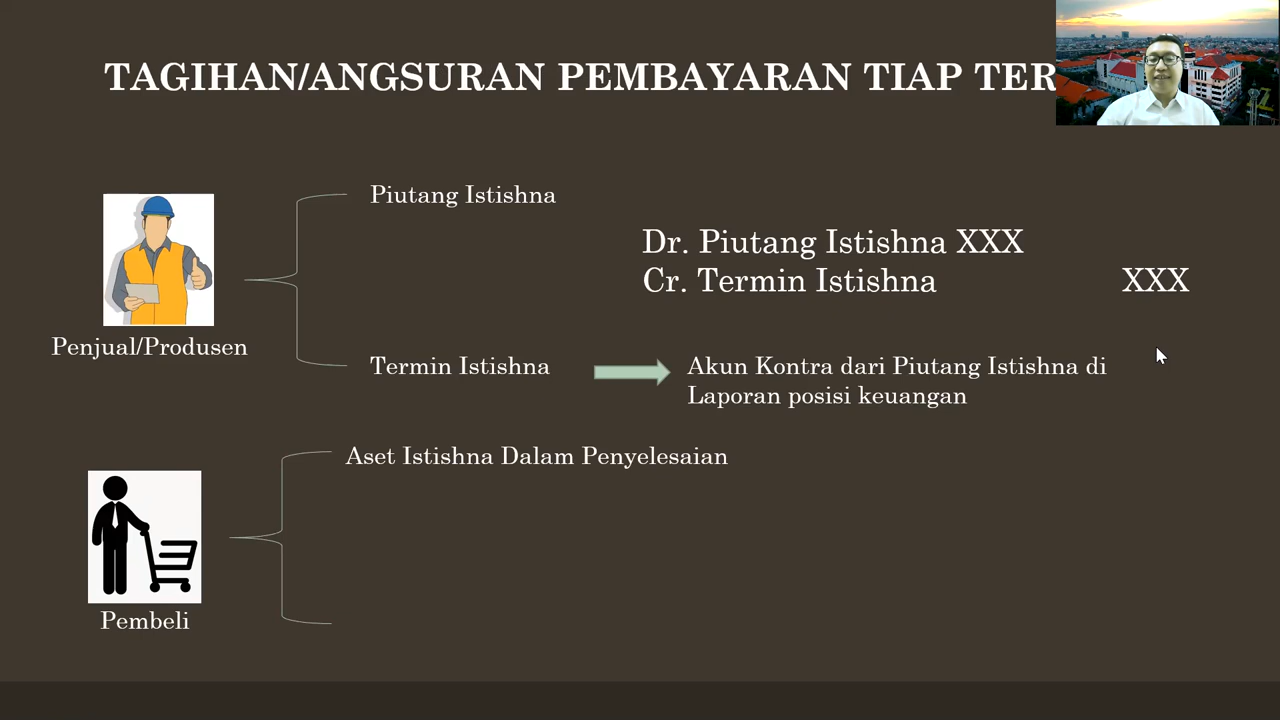 TAGIHAN/ANGSURAN PEMBAYARAN TIAP TER
Piutang Istishna
Dr. Piutang Istishna XXX
Cr. Termin Istishna XXX
Penjual/Produsen
Termin Istishna
Akun Kontra dari Piutang Istishna di
Laporan posisi keuangan
Aset Istishna Dalam Penyelesaian
Pembeli